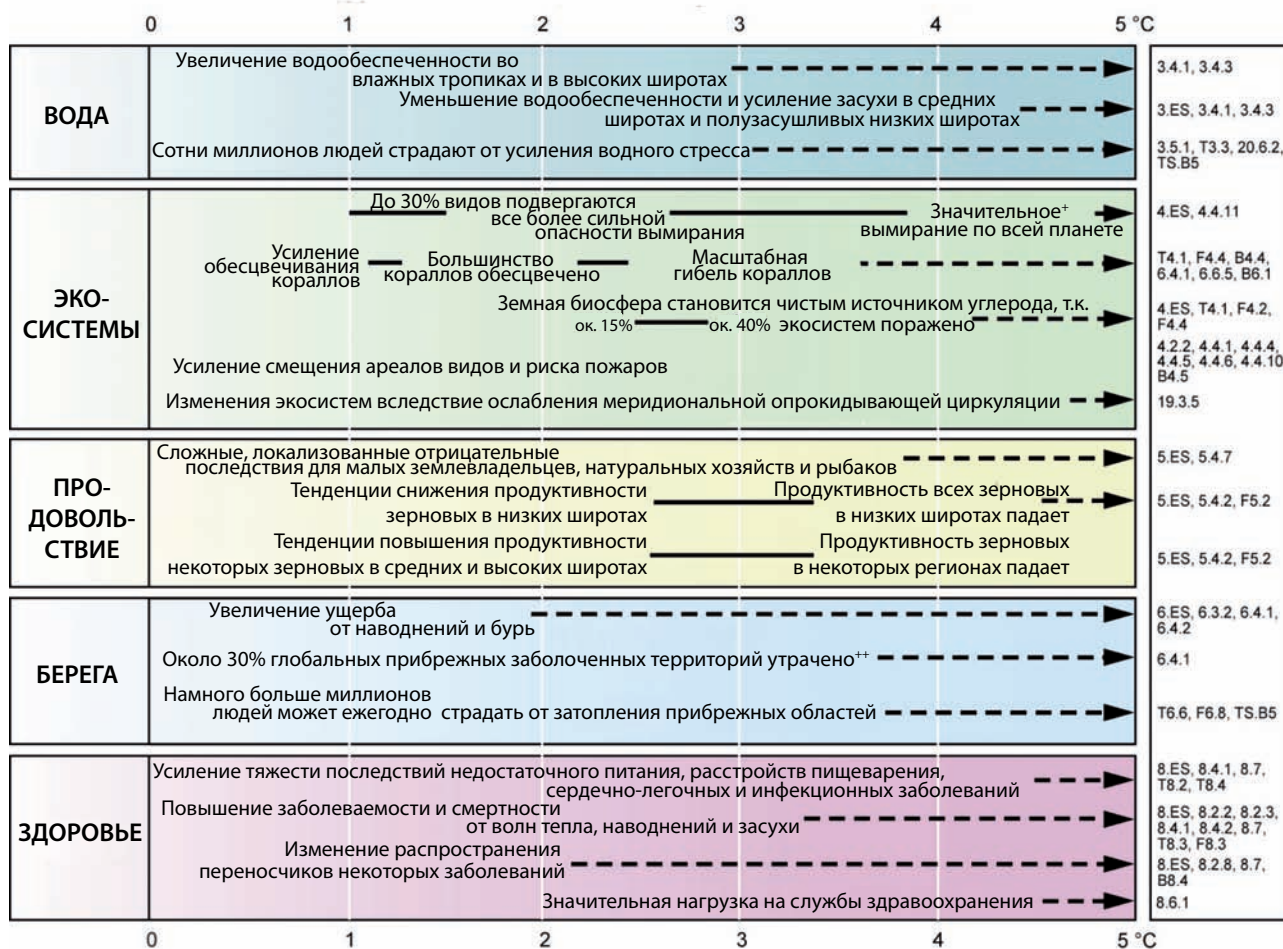 0 1 2 3 4 5 °C
ВОДА
Увеличение водообеспеченности во
влажных тропиках и в высоких широтах
3.4.1, 3.4.3
Уменьшение водообеспеченности и усиление засухи в средних
широтах и полузасушливых низких широтах
3.ES, 3.4.1, 3.4.3
Сотни миллионов людей страдают от усиления водного стресса
3.5.1, T3.3, 20.6.2,
TS.B5
ЭКО-
СИСТЕМЫ
До 30% видов подвергаются
все более сильной
опасности вымирания
Значительное+
вымирание по всей планете
4.ES, 4.4.11
Усиление
обесцвечивания
кораллов
Большинство
кораллов обесцвечено
Масштабная
гибель кораллов
T4.1, F4.4, B4.4,
6.4.1, 6.6.5, B6.1
Земная биосфера становится чистым источником углерода, т.к.
ок. 15% ок. 40% экосистем поражено
4.ES, T4.1, F4.2,
F4.4
Усиление смещения ареалов видов и риска пожаров
4.2.2, 4.4.1, 4.4.4,
4.4.5, 4.4.6, 4.4.10
B4.5
Изменения экосистем вследствие ослабления меридиональной опрокидывающей циркуляции
19.3.5
ПРО-
ДОВОЛЬ-
СТВИЕ
Сложные, локализованные отрицательные
последствия для малых землевладельцев, натуральных хозяйств и рыбаков
5.ES, 5.4.7
Тенденции снижения продуктивности
зерновых в низких широтах
Продуктивность всех зерновых
в низких широтах падает
5.ES, 5.4.2, F5.2
Тенденции повышения продуктивности
некоторых зерновых в средних и высоких широтах
Продуктивность зерновых
в некоторых регионах падает
5.ES, 5.4.2, F5.2
БЕРЕГА
Увеличение ущерба
от наводнений и бурь
6.ES, 6.3.2, 6.4.1,
6.4.2
Около 30% глобальных прибрежных заболоченных территорий утрачено++
6.4.1
Намного больше миллионов
людей может ежегодно страдать от затопления прибрежных областей
T6.6, F6.8, TS.B5
ЗДОРОВЬЕ
Усиление тяжести последствий недостаточного питания, расстройств пищеварения,
сердечно-легочных и инфекционных заболеваний
8.ES, 8.4.1, 8.7,
T8.2, T8.4
Повышение заболеваемости и смертности
от волн тепла, наводнений и засухи
8.ES, 8.2.2, 8.2.3,
8.4.1, 8.4.2, 8.7,
T8.3, F8.3
Изменение распространения
переносчиков некоторых заболеваний
8.ES, 8.2.8, 8.7,
B8.4
Значительная нагрузка на службы здравоохранения
8.6.1
0 1 2 3 4 5 °C